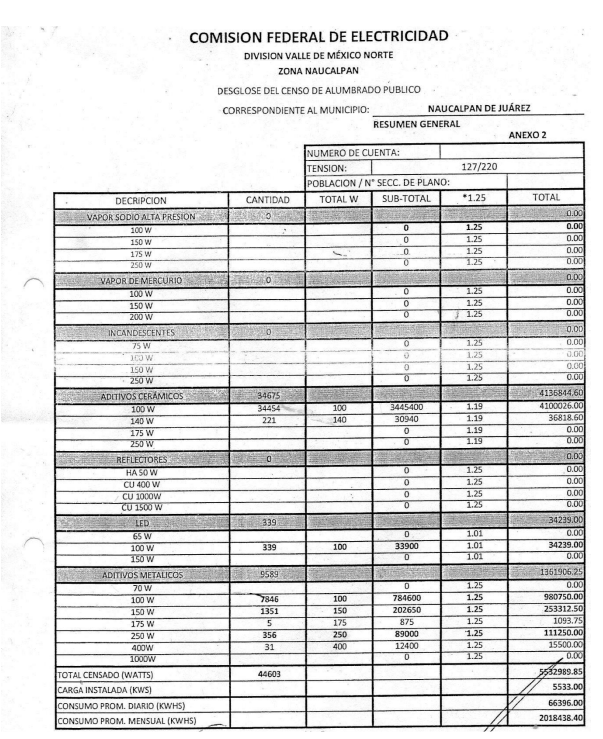 COMISION FEDERAL DE ELECTRICIDAD
DIVISION VALLE DE MÉXICO NORTE
ZONA NAUCALPAN
DESGLOSE DEL CENSO DE ALUMBRADO PUBLICO
CORRESPONDIENTE AL MUNICIPIO: NAUCALPAN DE JUÁREZ
RESUMEN GENERAL
ANEXO 2
NUMERO DE CUENTA:
TENSION: 127/220
POBLACION / N° SECC. DE PLANO:
DECRIPCION CANTIDAD TOTAL W SUB-TOTAL *1.25 TOTAL
VAPOR SODIO ALTA PRESION 0 0.00
100 W 0 1.25 0.00
150 W 0 1.25 0.00
175 W 0 1.25 0.00
250 W 0 1.25 0.00
VAPOR DE MERCURIO 0 0.00
100 W 0 1.25 0.00
150 W 0 1.25 0.00
200 W 0 1.25 0.00
INCANDESCENTES 0 0.00
75 W 0 1.25 0.00
100 W 0 1.25 0.00
150 W 0 1.25 0.00
250 W 0 1.25 0.00
ADITIVOS CERÁMICOS 34675 4136844.60
100 W 34454 100 3445400 1.19 4100026.00
140 W 221 140 30940 1.19 36818.60
175 W 0 1.19 0.00
250 W 0 1.19 0.00
REFLECTORES 0 0.00
HA 50 W 0 1.25 0.00
CU 400 W 0 1.25 0.00
CU 1000W 0 1.25 0.00
CU 1500 W 0 1.25 0.00
LED 339 34239.00
65 W 0 1.01 0.00
100 W 339 100 33900 1.01 34239.00
150 W 0 1.01 0.00
ADITIVOS METALICOS 9589 1361906.25
70 W 0 1.25 0.00
100 W 7846 100 784600 1.25 980750.00
150 W 1351 150 202650 1.25 253312.50
175 W 5 175 875 1.25 1093.75
250 W 356 250 89000 1.25 111250.00
400W 31 400 12400 1.25 15500.00
1000W 0 1.25 0.00
TOTAL CENSADO (WATTS) 44603 5532989.85
CARGA INSTALADA (KWS) 5533.00
CONSUMO PROM. DIARIO (KWHS) 66396.00
CONSUMO PROM. MENSUAL (KWHS) 2018438.40